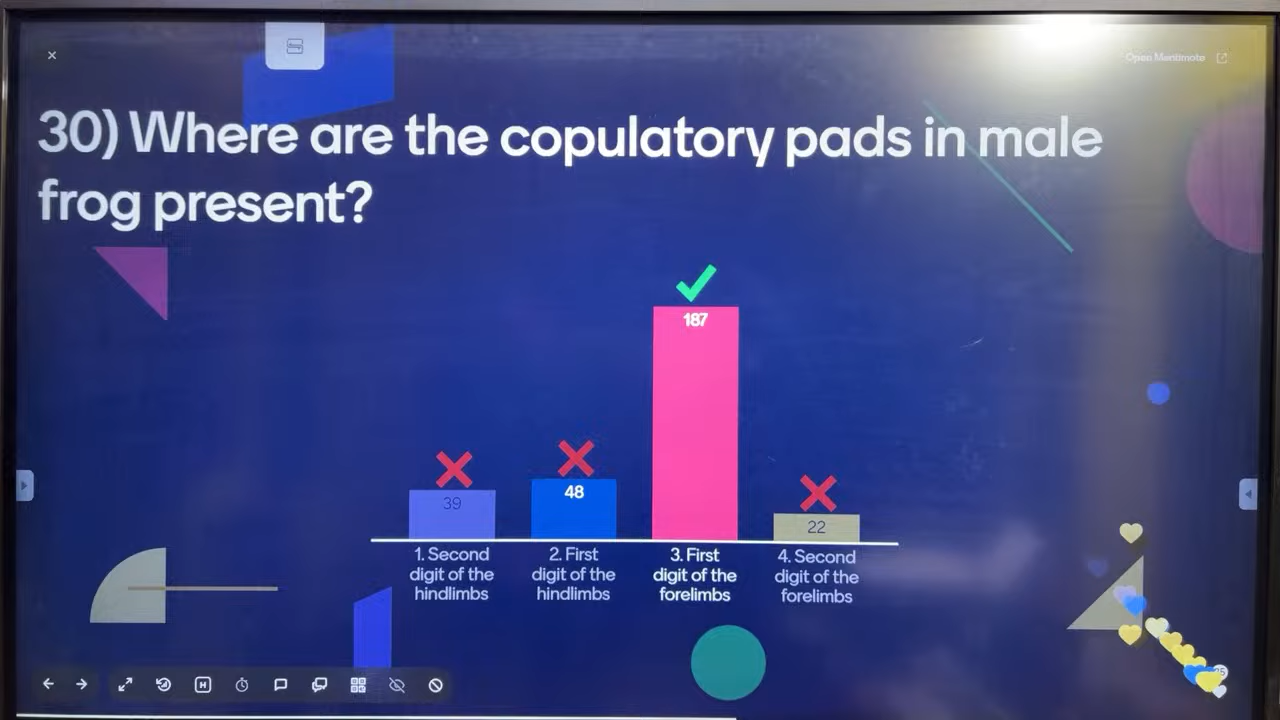 Open Mentimote
30) Where are the copulatory pads in male
frog present?
187
39
48
22
1. Second
digit of the
hindlimbs
2. First
digit of the
hindlimbs
3. First
digit of the
forelimbs
4. Second
digit of the
forelimbs
H